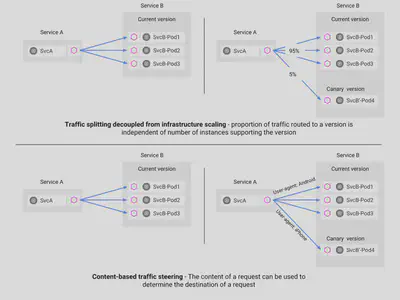 Service B
Current version
Service A
SvcA
SvcB-Pod1
SvcB-Pod2
SvcB-Pod3
Service B
Current version
Service A
SvcA
95%
5%
SvcB-Pod1
SvcB-Pod2
SvcB-Pod3
Canary version
SvcB'-Pod4
Traffic splitting decoupled from infrastructure scaling - proportion of traffic routed to a version is
independent of number of instances supporting the version
Service B
Current version
Service A
SvcA
SvcB-Pod1
SvcB-Pod2
SvcB-Pod3
Service B
Current version
Service A
SvcA
User-agent: Android
User-agent: iPhone
SvcB-Pod1
SvcB-Pod2
SvcB-Pod3
Canary version
SvcB'-Pod4
Content-based traffic steering - The content of a request can be used to
determine the destination of a request